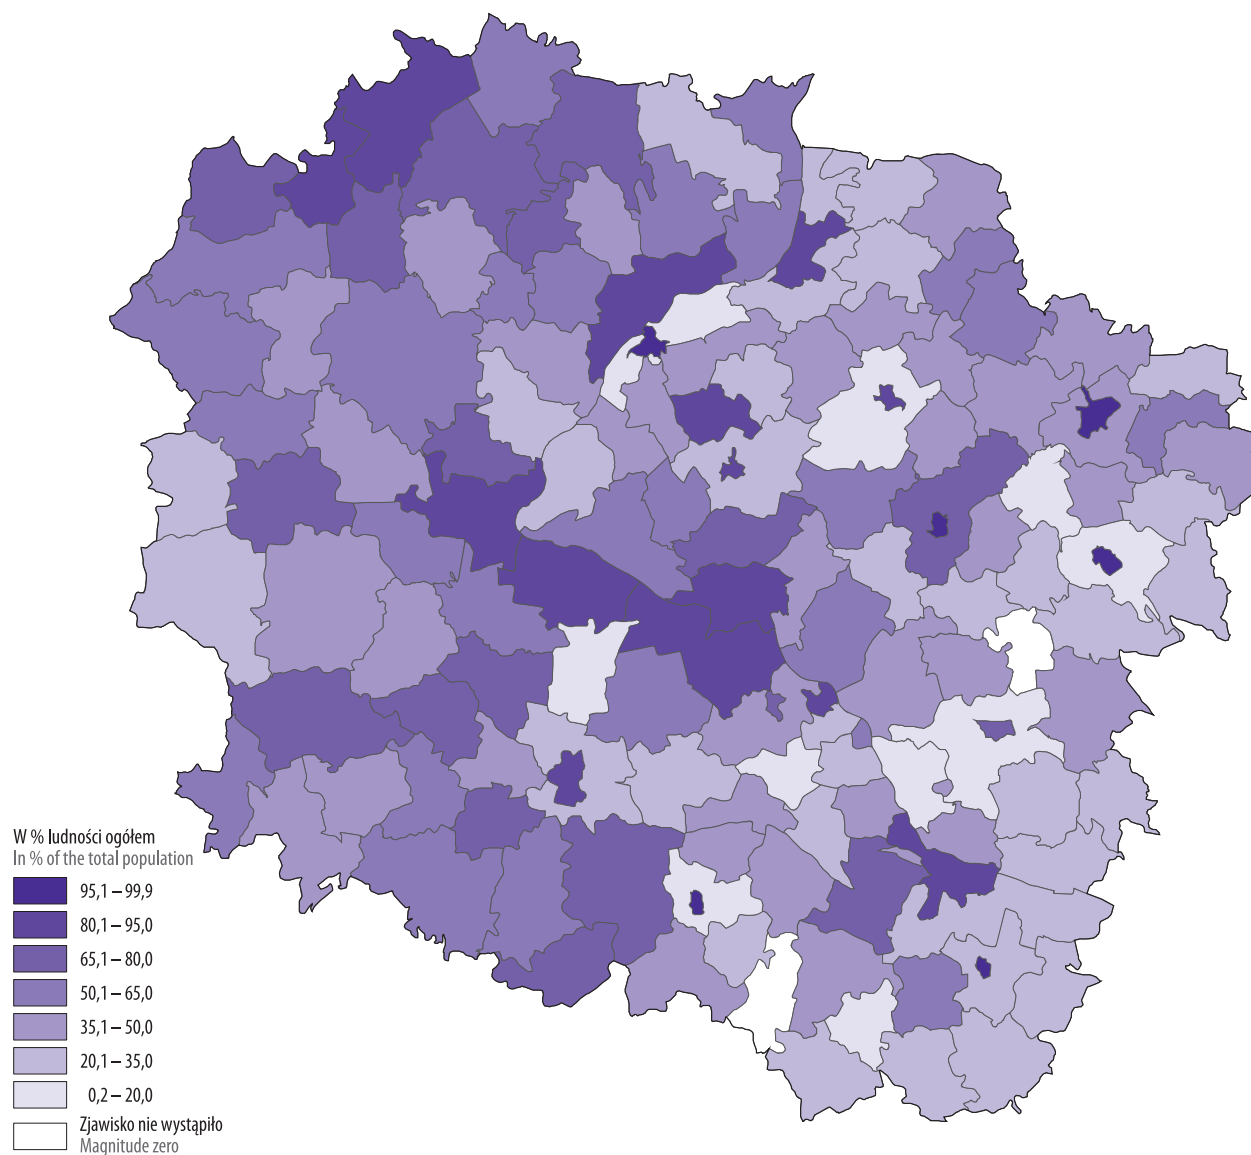 W % ludności ogółem
In % of the total population
95,1 – 99,9
80,1 – 95,0
65,1 – 80,0
50,1 – 65,0
35,1 – 50,0
20,1 – 35,0
0,2 – 20,0
Zjawisko nie wystąpiło
Magnitude zero